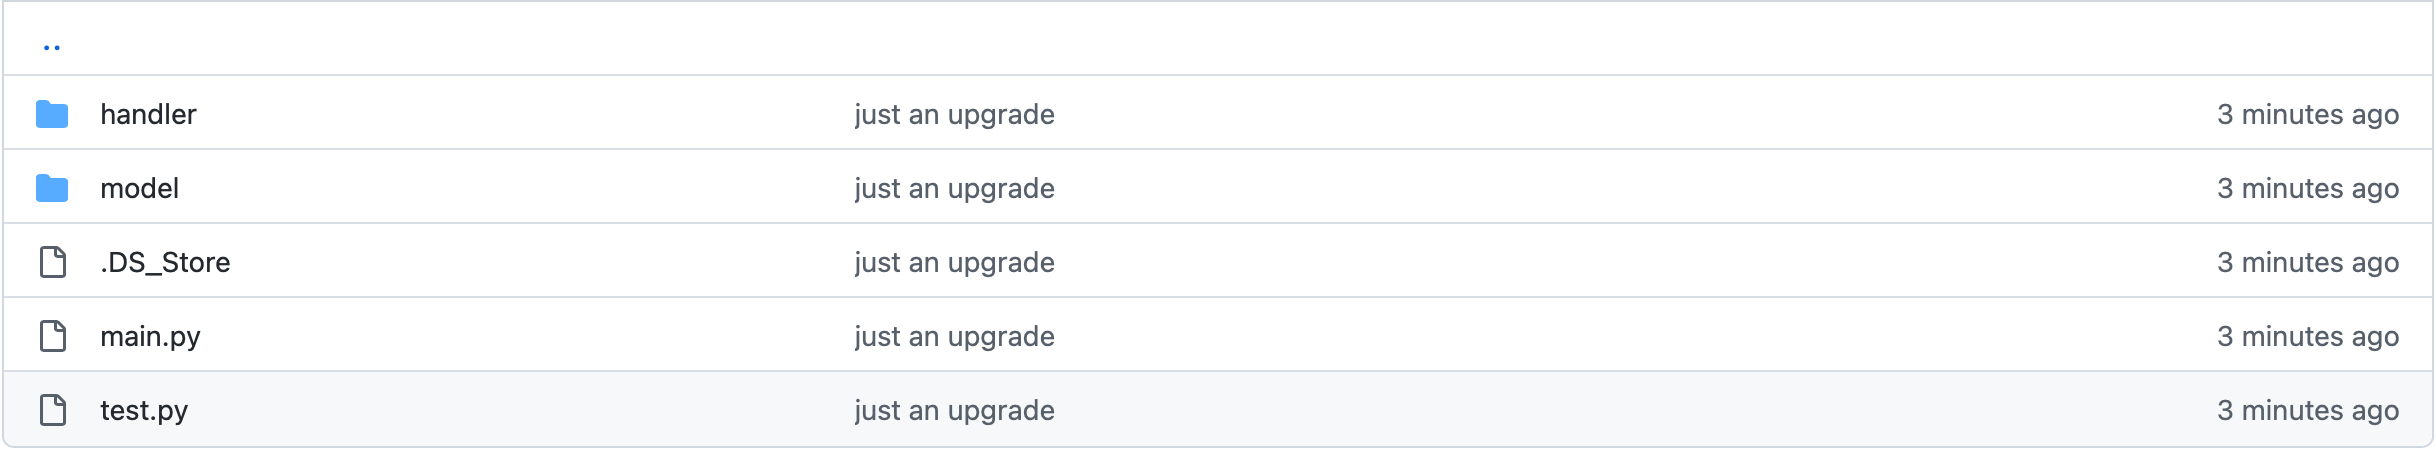 ..
handler just an upgrade 3 minutes ago
model just an upgrade 3 minutes ago
.DS_Store just an upgrade 3 minutes ago
main.py just an upgrade 3 minutes ago
test.py just an upgrade 3 minutes ago